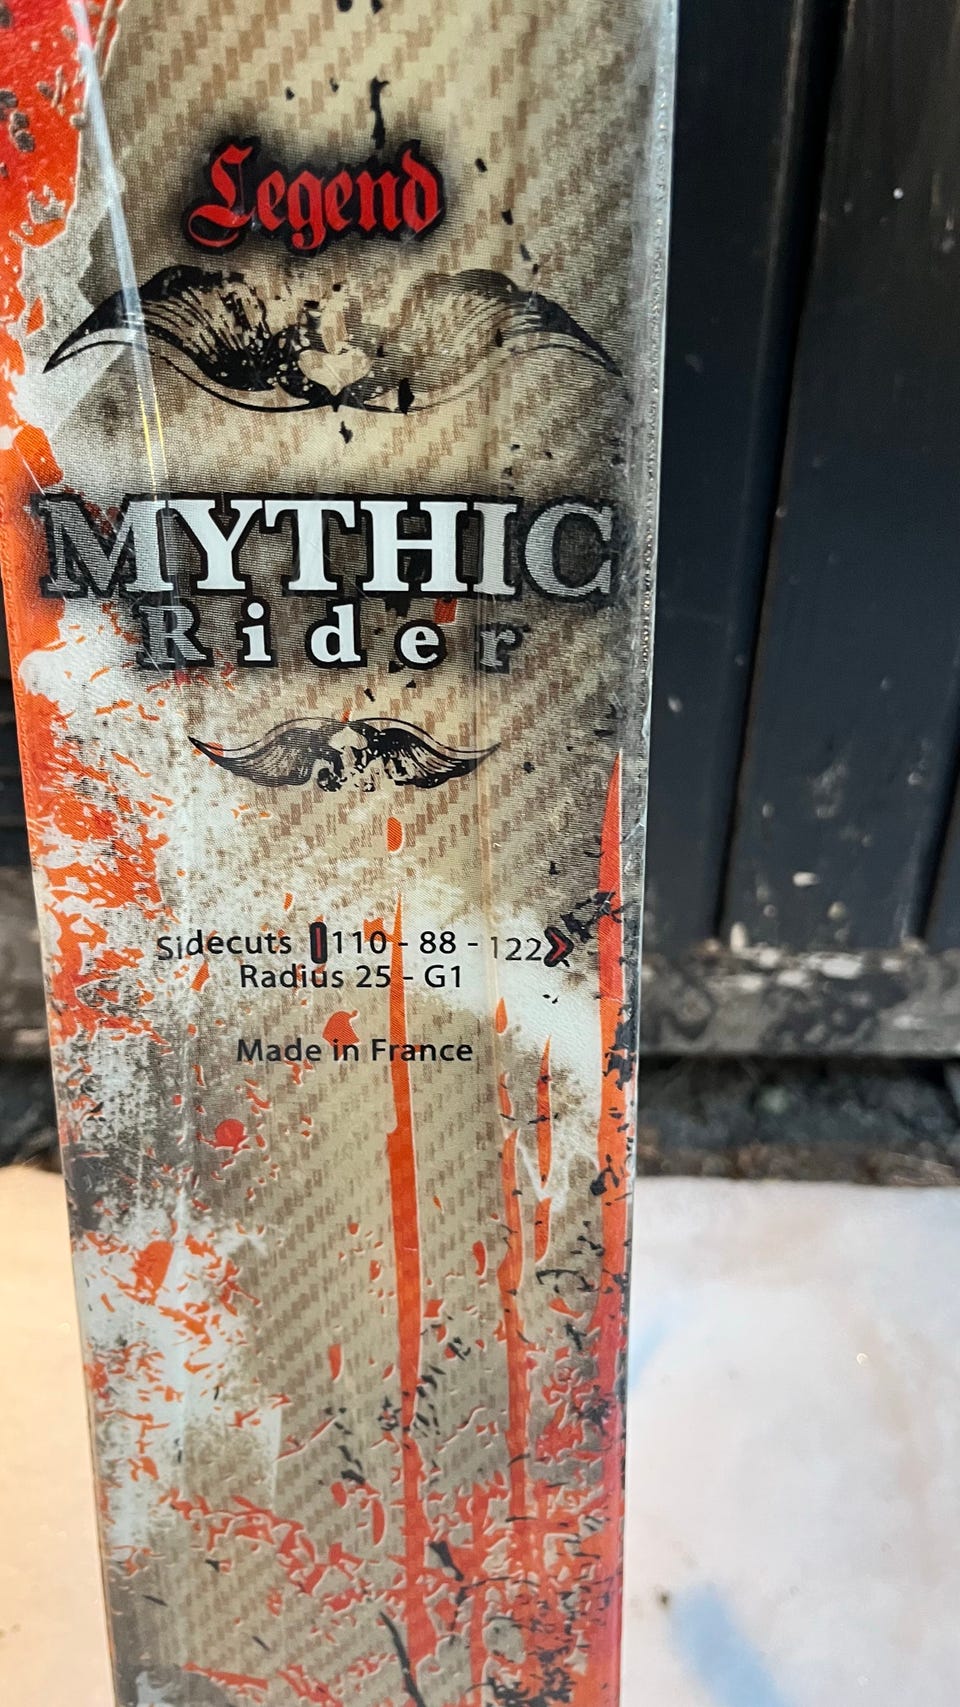 Legend
MYTHIC
Rider
Sidecuts 110 - 88 - 122
Radius 25 - G1
Made in France